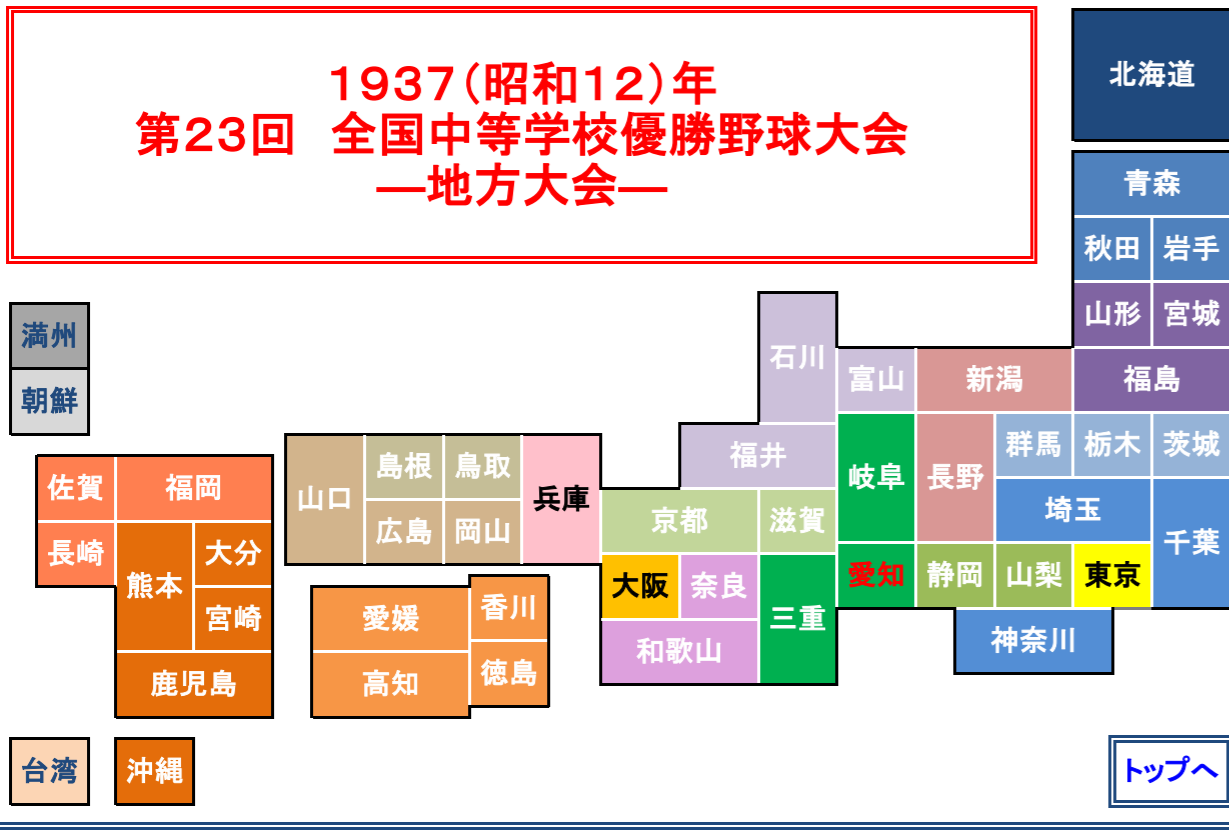 1937(昭和12)年
第23回　全国中等学校優勝野球大会
―地方大会―
北海道
青森
秋田 岩手
山形 宮城
満州
石川
富山 新潟 福島
朝鮮
群馬 栃木 茨城
福井
岐阜 長野
島根 鳥取
佐賀 福岡
山口
兵庫
広島 岡山
京都 滋賀
埼玉
千葉
長崎 大分
熊本
大阪 奈良
愛知 静岡 山梨 東京
宮崎
愛媛 香川
三重
和歌山
神奈川
鹿児島
高知 徳島
台湾 沖縄
トップへ